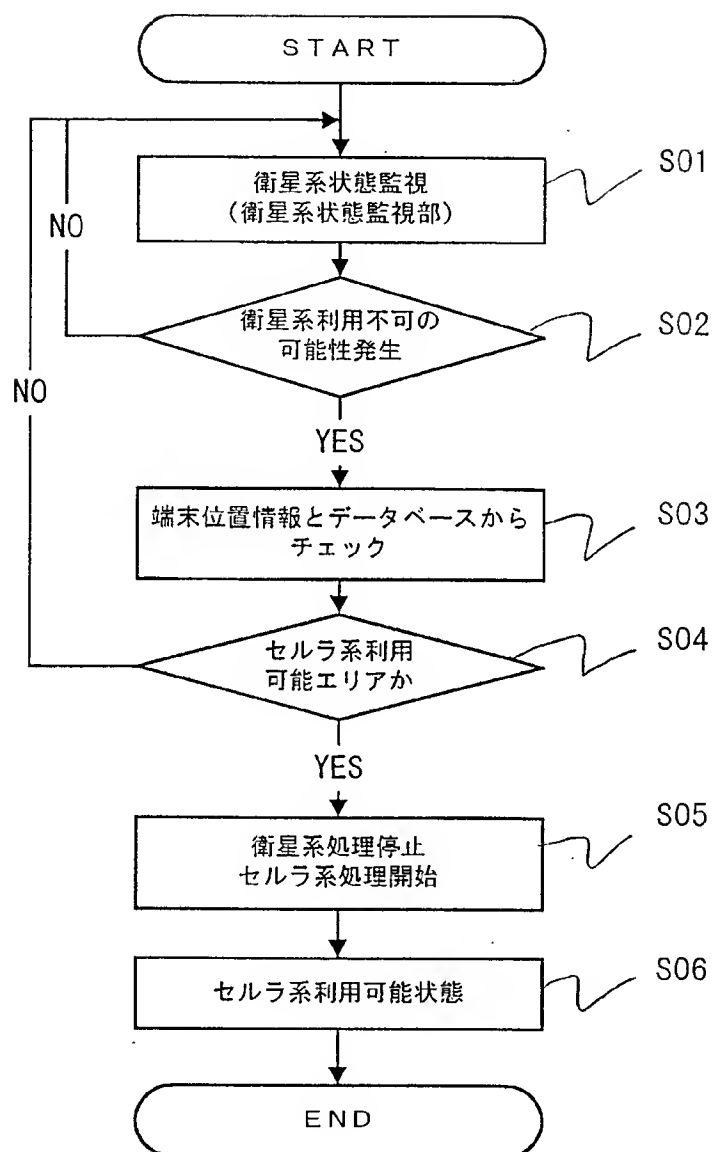 START
衛星系状態監視
(衛星系状態監視部)
S01
NO
衛星系利用不可の
可能性発生
S02
NO
YES
端末位置情報とデータベースから
チェック
S03
セルラ系利用
可能エリアか
S04
YES
衛星系処理停止
セルラ系処理開始
S05
セルラ系利用可能状態
S06
END